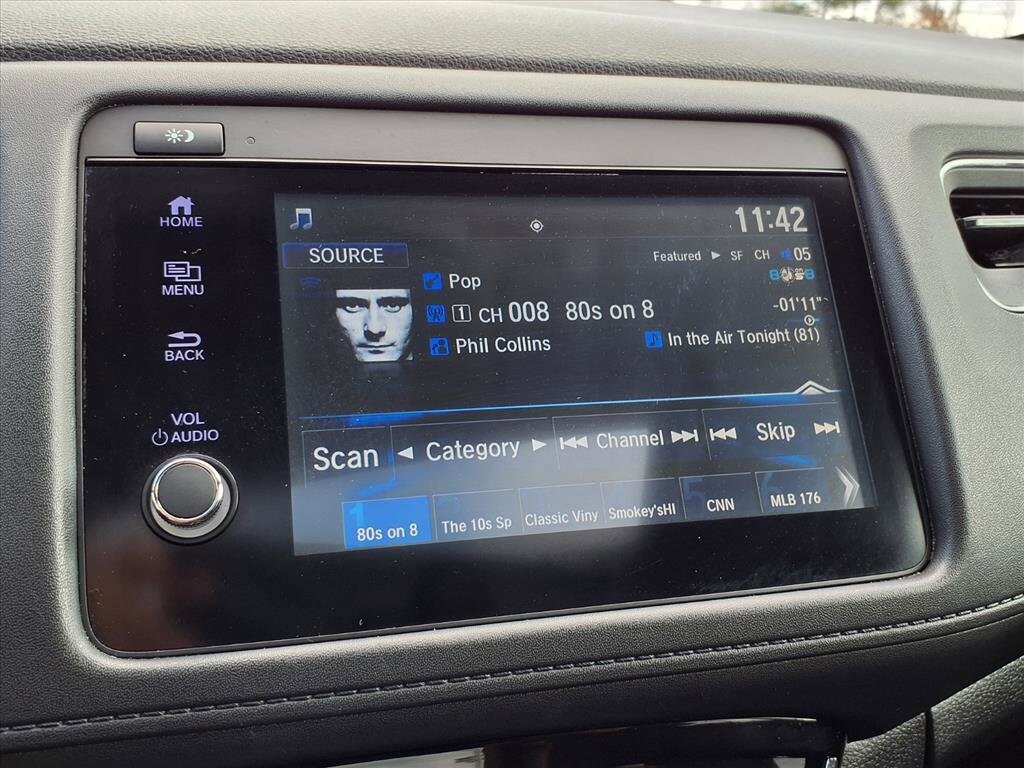 HOME
MENU
BACK
VOL
AUDIO
11:42
SOURCE
Featured SF CH 05
Pop
1 CH 008 80s on 8
-01'11"
Phil Collins
In the Air Tonight (81)
Scan Category Channel Skip
1 80s on 8
The 10s Sp
Classic Viny
Smokey'sHI
5 CNN
MLB 176